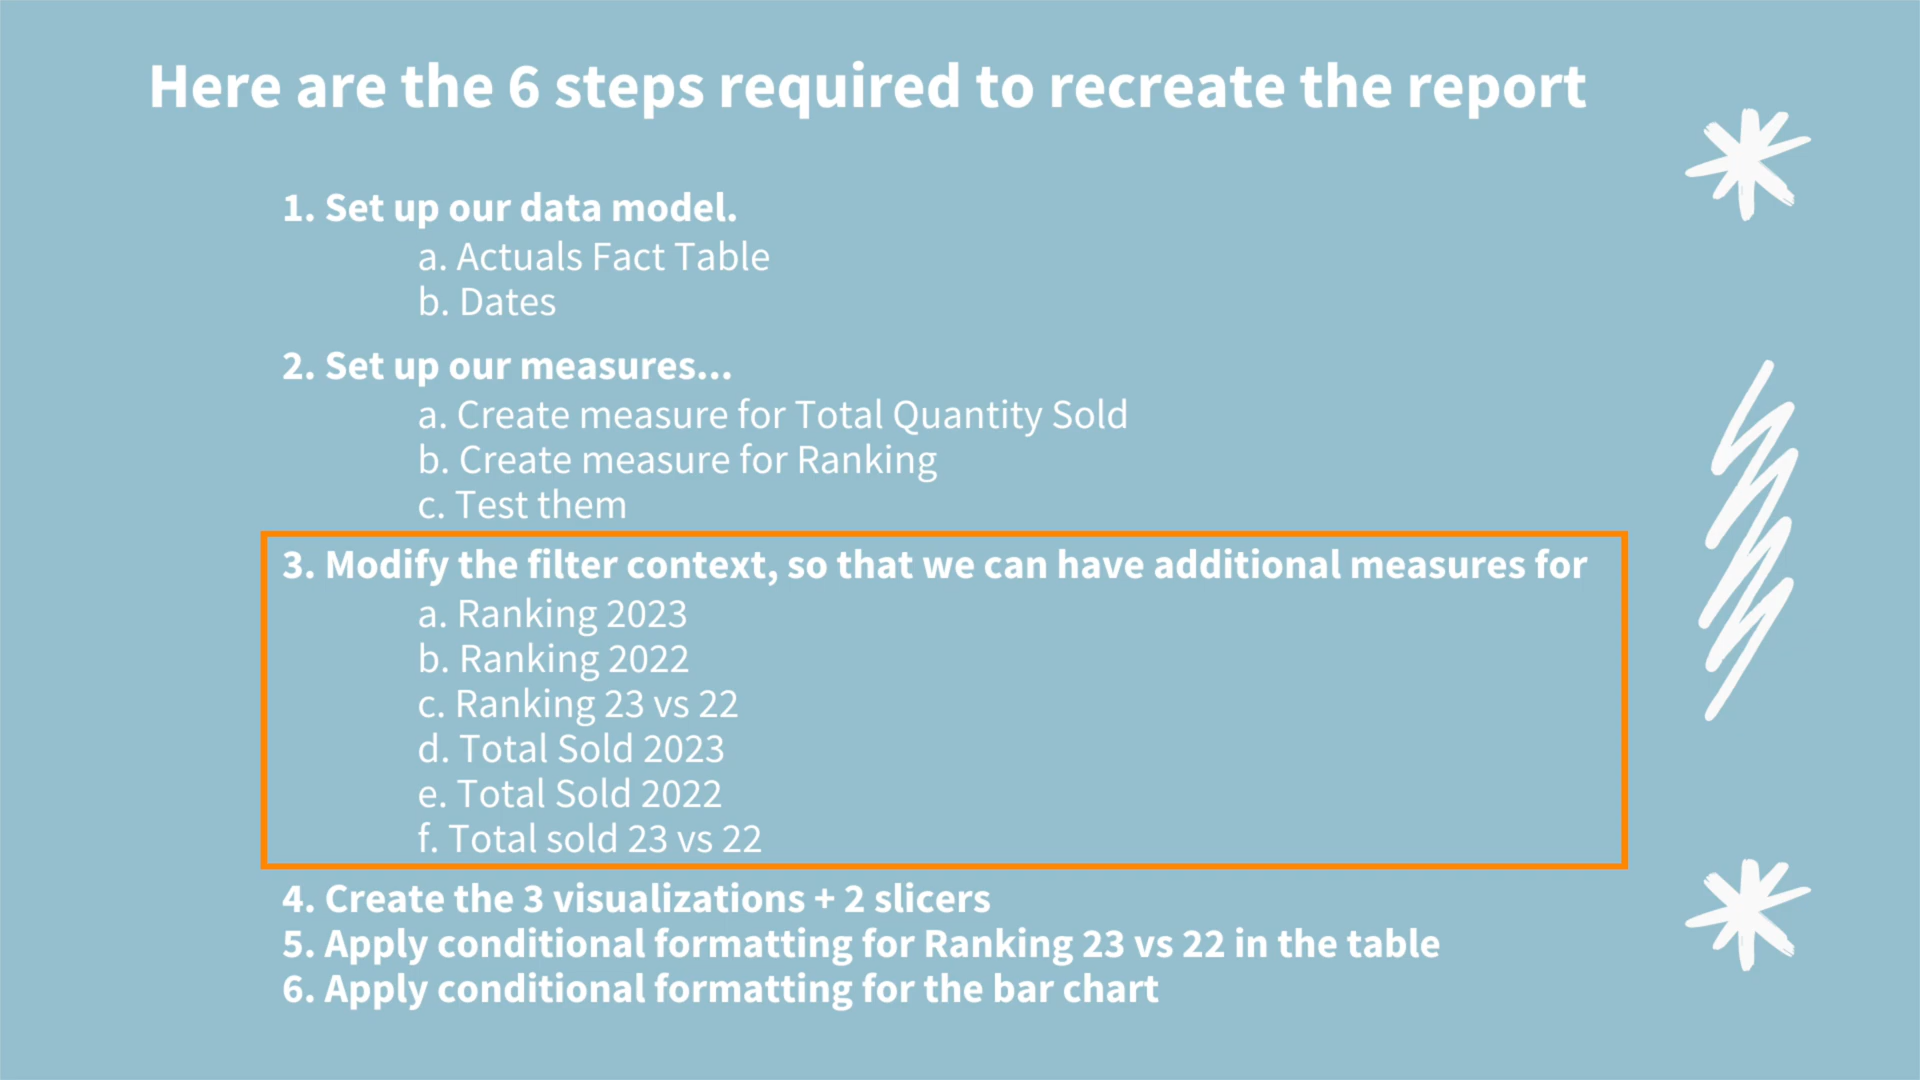 Here are the 6 steps required to recreate the report
1. Set up our data model.
a. Actuals Fact Table
b. Dates
2. Set up our measures...
a. Create measure for Total Quantity Sold
b. Create measure for Ranking
c. Test them
3. Modify the filter context, so that we can have additional measures for
a. Ranking 2023
b. Ranking 2022
c. Ranking 23 vs 22
d. Total Sold 2023
e. Total Sold 2022
f. Total sold 23 vs 22
4. Create the 3 visualizations + 2 slicers
5. Apply conditional formatting for Ranking 23 vs 22 in the table
6. Apply conditional formatting for the bar chart